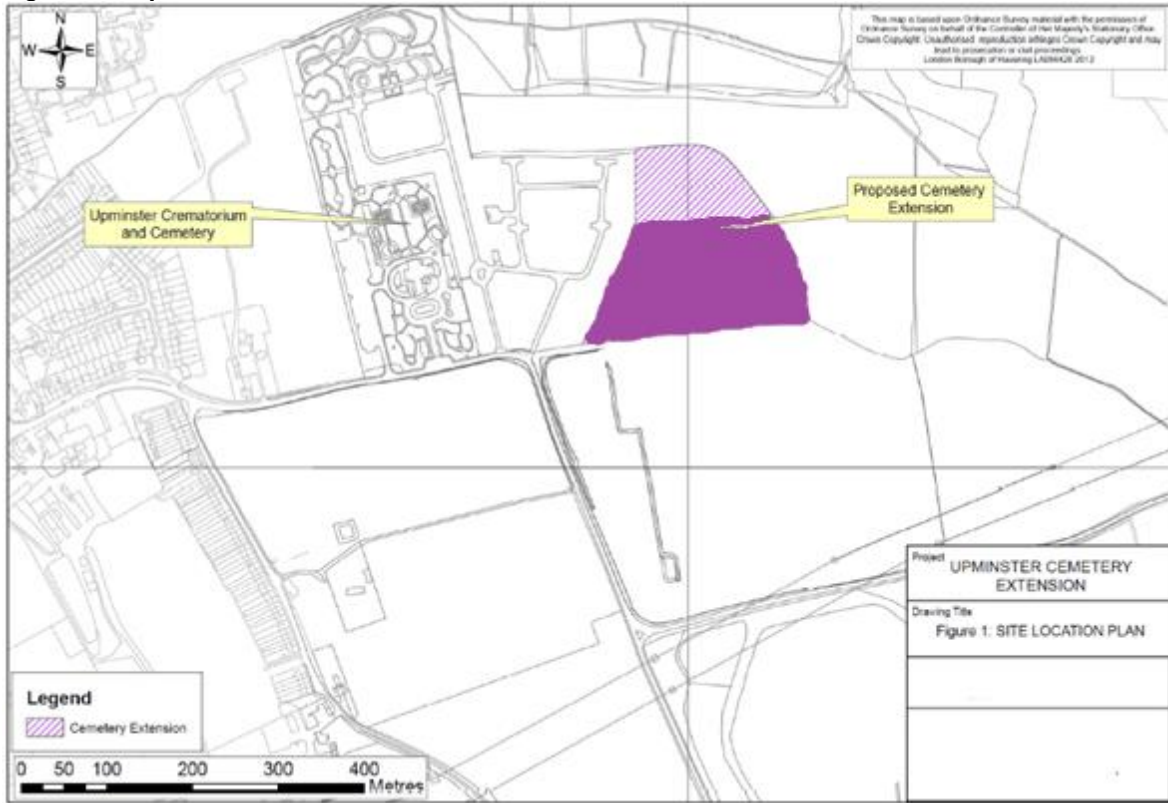 N
W E
S
This map is based upon Ordnance Survey material with the permission of
Ordnance Survey on behalf of the Controller of Her Majesty's Stationary Office
Crown Copyright. Unauthorised reproduction infringes Crown Copyright and may
lead to prosecution or civil proceedings.
London Borough of Havering 2013
Upminster Crematorium
and Cemetery
Proposed Cemetery
Extension
Project
UPMINSTER CEMETERY
EXTENSION
Drawing Title
Figure 1: SITE LOCATION PLAN
Legend
Cemetery Extension
0 50 100 200 300 400
Metres